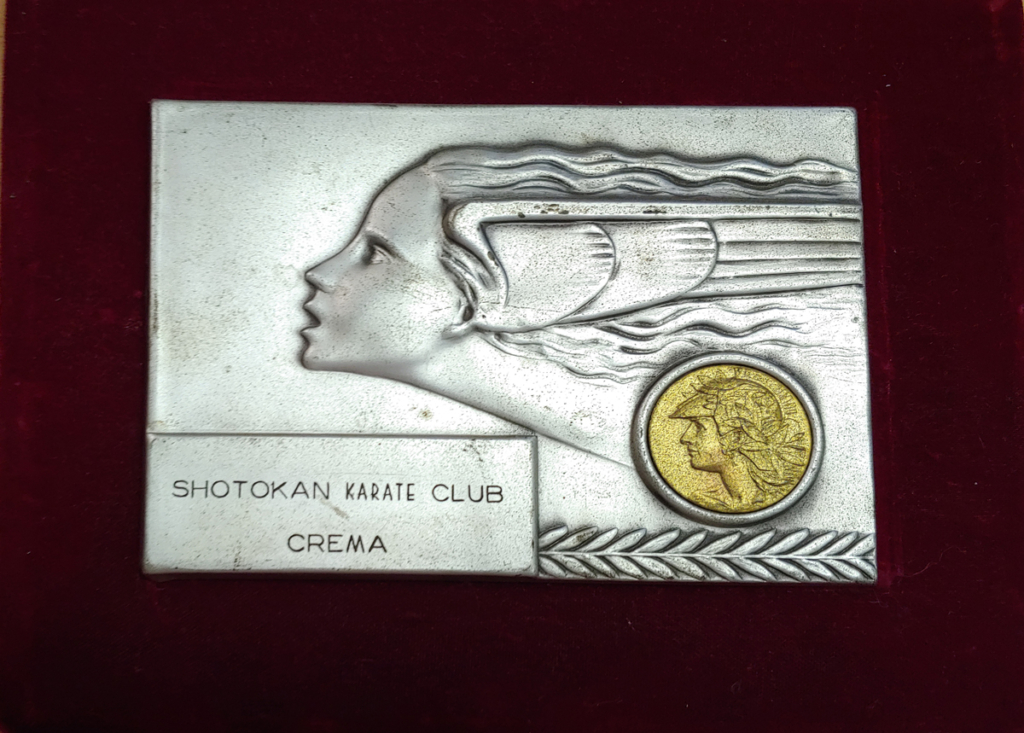 SHOTOKAN KARATE CLUB
CREMA